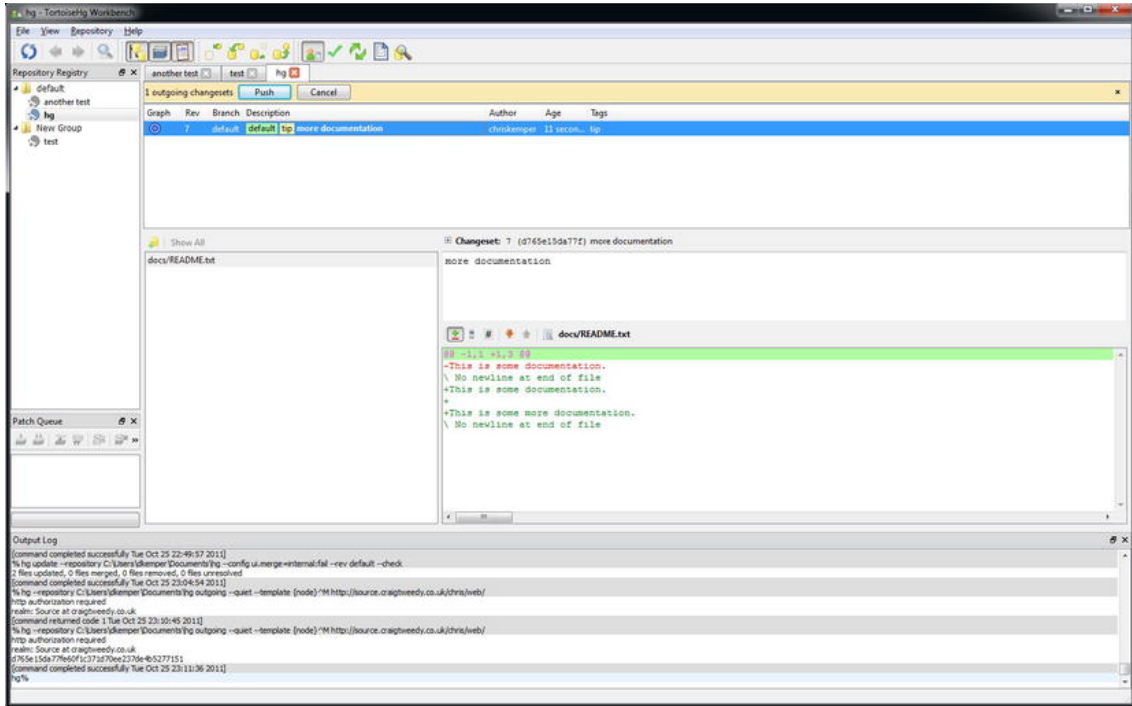 hg - TortoiseHg Workbench
File View Repository Help
Repository Registry
another test test hg
default
another test
hg
New Group
test
1 outgoing changesets Push Cancel
Graph Rev Branch Description Author Age Tags
7 default default tip more documentation chriskemper 11 secon... tip
Show All
docs/README.txt
Changeset: 7 (d765e15da77f) more documentation
more documentation
docs/README.txt
@@ -1,1 +1,3 @@
-This is some documentation.
\ No newline at end of file
+This is some documentation.
+
+This is some more documentation.
\ No newline at end of file
Patch Queue
Output Log
[command completed successfully Tue Oct 25 22:49:57 2011]
% hg update --repository C:\Users\dkemper\Documents\hg --config ui.merge=internal:fail --rev default --check
2 files updated, 0 files merged, 0 files removed, 0 files unresolved
[command completed successfully Tue Oct 25 23:04:54 2011]
% hg --repository C:\Users\dkemper\Documents\hg outgoing --quiet --template {node}^M http://source.craigtweedy.co.uk/chris/web/
http authorization required
realm: Source at craigtweedy.co.uk
[command returned code 1 Tue Oct 25 23:10:45 2011]
% hg --repository C:\Users\dkemper\Documents\hg outgoing --quiet --template {node}^M http://source.craigtweedy.co.uk/chris/web/
http authorization required
realm: Source at craigtweedy.co.uk
d765e15da77fe60f1c371d70ee237de4b5277151
[command completed successfully Tue Oct 25 23:11:36 2011]
hg%